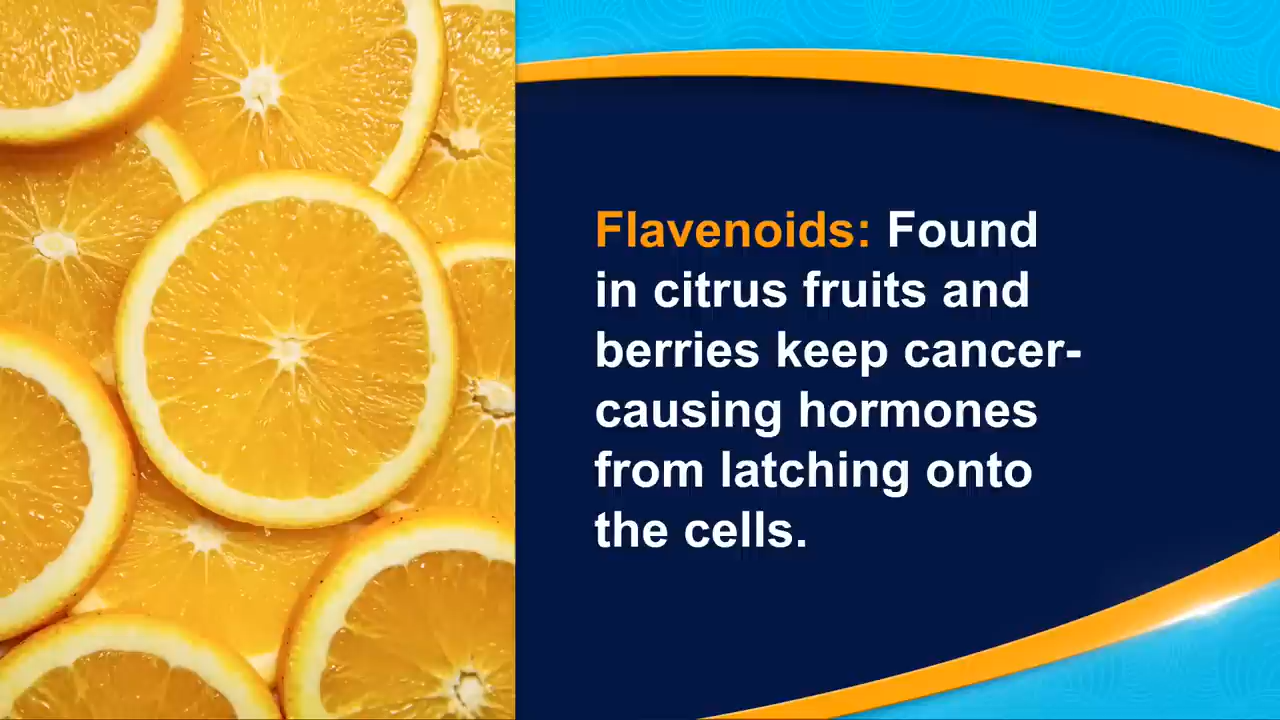 Flavenoids: Found
in citrus fruits and
berries keep cancer-
causing hormones
from latching onto
the cells.